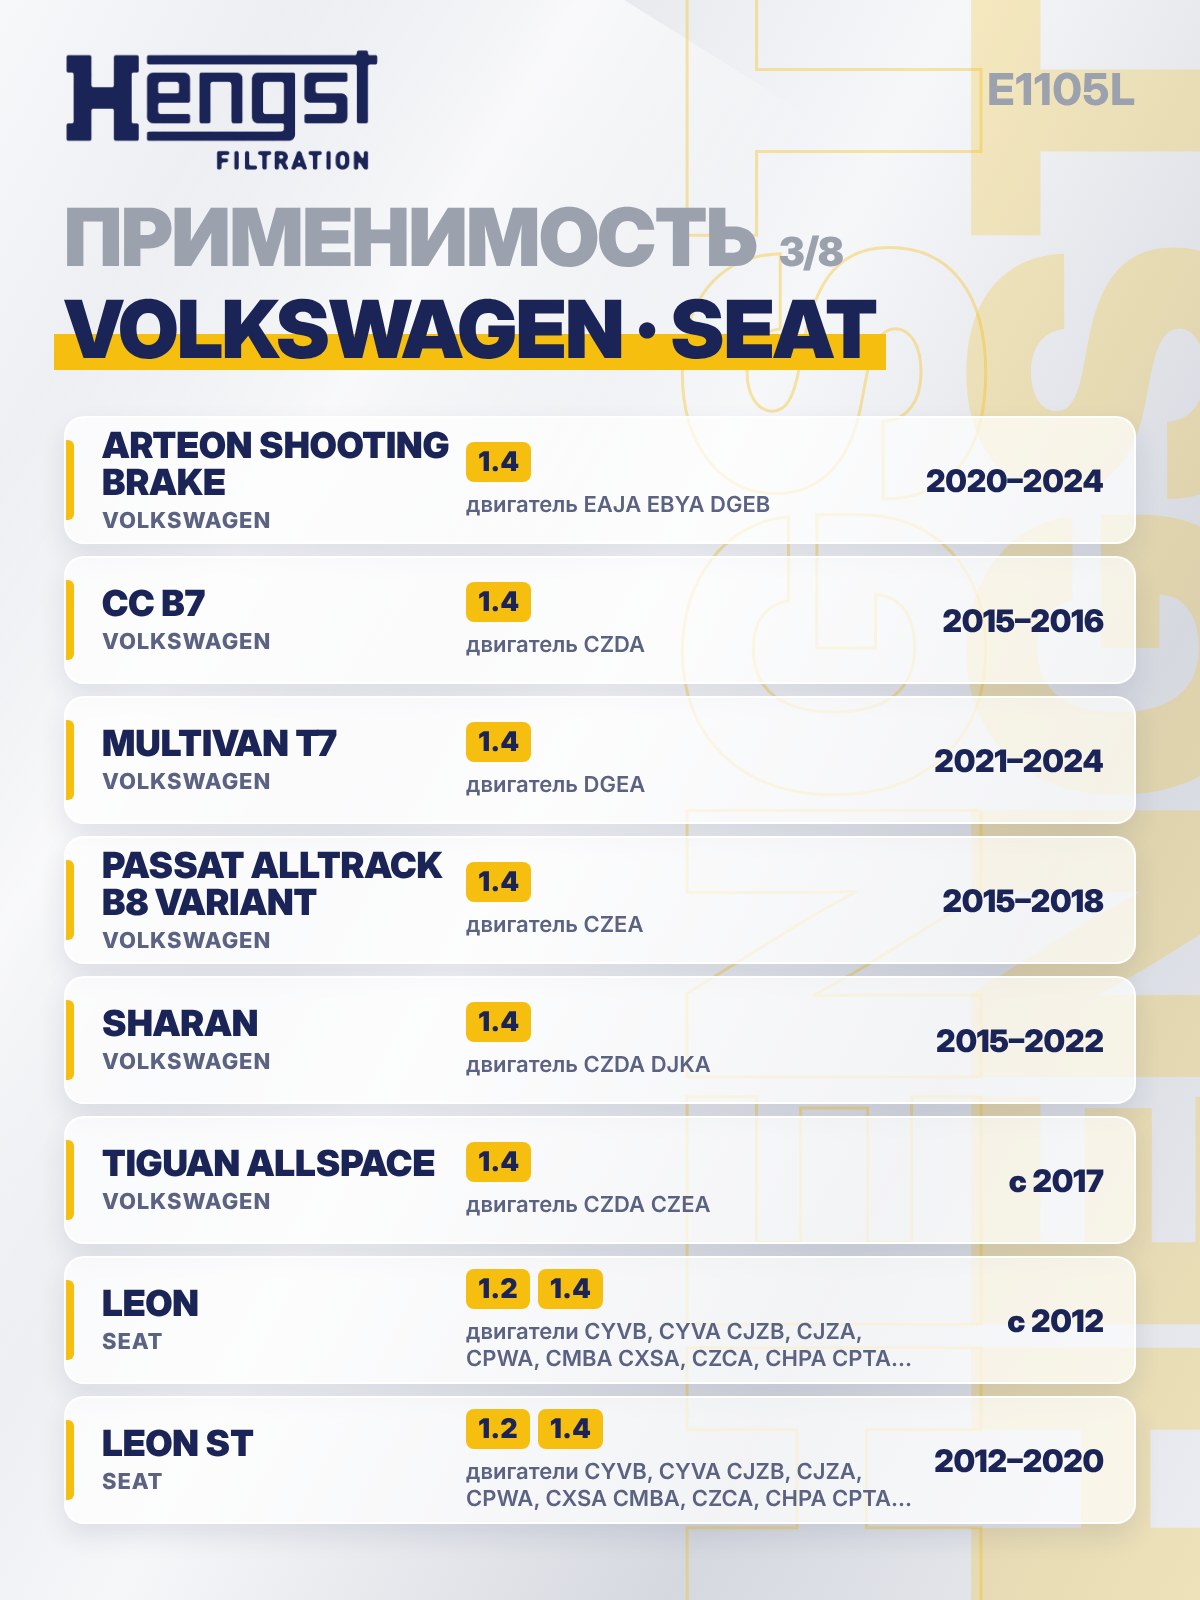 Hengst
FILTRATION
E1105L
ПРИМЕНИМОСТЬ 3/8
VOLKSWAGEN · SEAT
ARTEON SHOOTING
BRAKE
VOLKSWAGEN
1.4
двигатель EAJA EBYA DGEB
2020–2024
CC B7
VOLKSWAGEN
1.4
двигатель CZDA
2015–2016
MULTIVAN T7
VOLKSWAGEN
1.4
двигатель DGEA
2021–2024
PASSAT ALLTRACK
B8 VARIANT
VOLKSWAGEN
1.4
двигатель CZEA
2015–2018
SHARAN
VOLKSWAGEN
1.4
двигатель CZDA DJKA
2015–2022
TIGUAN ALLSPACE
VOLKSWAGEN
1.4
двигатель CZDA CZEA
с 2017
LEON
SEAT
1.2 1.4
двигатели CYVB, CYVA CJZB, CJZA,
CPWA, CMBA CXSA, CZCA, CHPA CPTA...
с 2012
LEON ST
SEAT
1.2 1.4
двигатели CYVB, CYVA CJZB, CJZA,
CPWA, CXSA CMBA, CZCA, CHPA CPTA...
2012–2020
HENGST